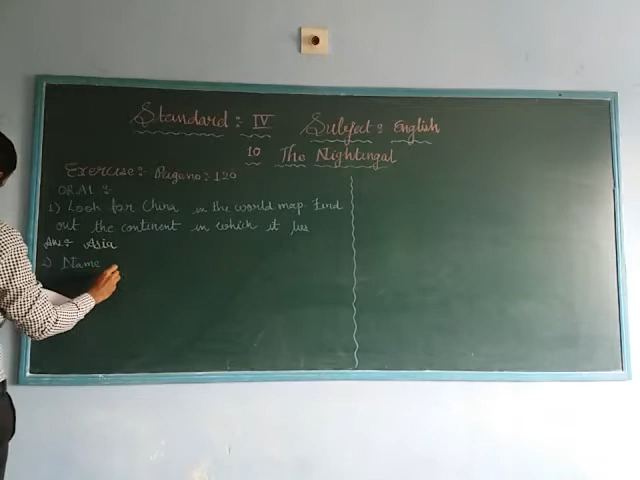 Standard : IV Subject : English
10 The Nightingal
Exercise :- Pageno : 120
ORAL :-
1) Look for China in the world map. Find
out the continent in which it lies
Ans :- Asia
2) Name